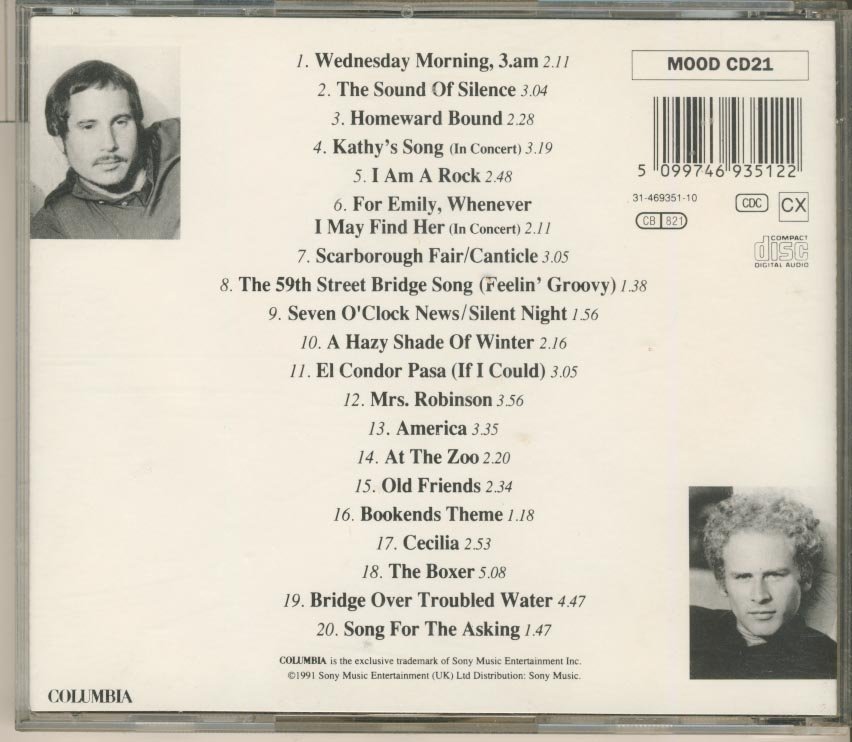 1. Wednesday Morning, 3.am 2.11
2. The Sound Of Silence 3.04
3. Homeward Bound 2.28
4. Kathy's Song (In Concert) 3.19
5. I Am A Rock 2.48
6. For Emily, Whenever
I May Find Her (In Concert) 2.11
7. Scarborough Fair/Canticle 3.05
8. The 59th Street Bridge Song (Feelin' Groovy) 1.38
9. Seven O'Clock News/Silent Night 1.56
10. A Hazy Shade Of Winter 2.16
11. El Condor Pasa (If I Could) 3.05
12. Mrs. Robinson 3.56
13. America 3.35
14. At The Zoo 2.20
15. Old Friends 2.34
16. Bookends Theme 1.18
17. Cecilia 2.53
18. The Boxer 5.08
19. Bridge Over Troubled Water 4.47
20. Song For The Asking 1.47
COLUMBIA is the exclusive trademark of Sony Music Entertainment Inc.
©1991 Sony Music Entertainment (UK) Ltd Distribution: Sony Music.
COLUMBIA
MOOD CD21
5 099746 935122
31-469351-10
CDC CX
CB 821
COMPACT
disc
DIGITAL AUDIO